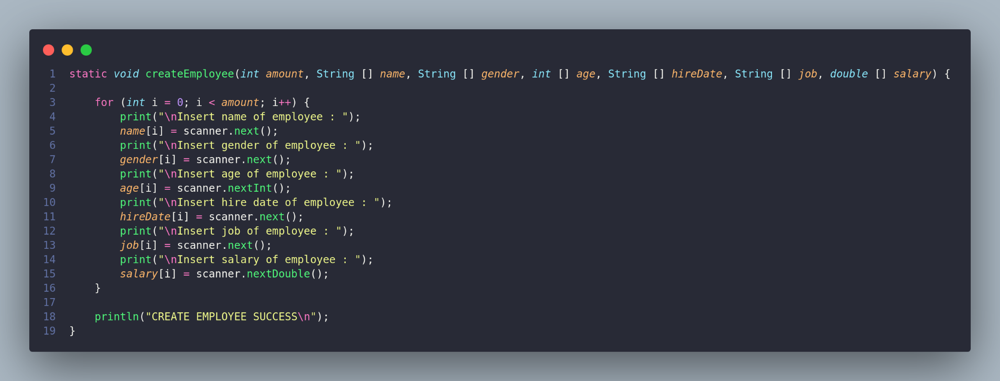 1 static void createEmployee(int amount, String [] name, String [] gender, int [] age, String [] hireDate, String [] job, double [] salary) {
2
3     for (int i = 0; i < amount; i++) {
4         print("\nInsert name of employee : ");
5         name[i] = scanner.next();
6         print("\nInsert gender of employee : ");
7         gender[i] = scanner.next();
8         print("\nInsert age of employee : ");
9         age[i] = scanner.nextInt();
10         print("\nInsert hire date of employee : ");
11         hireDate[i] = scanner.next();
12         print("\nInsert job of employee : ");
13         job[i] = scanner.next();
14         print("\nInsert salary of employee : ");
15         salary[i] = scanner.nextDouble();
16     }
17
18     println("CREATE EMPLOYEE SUCCESS\n");
19 }